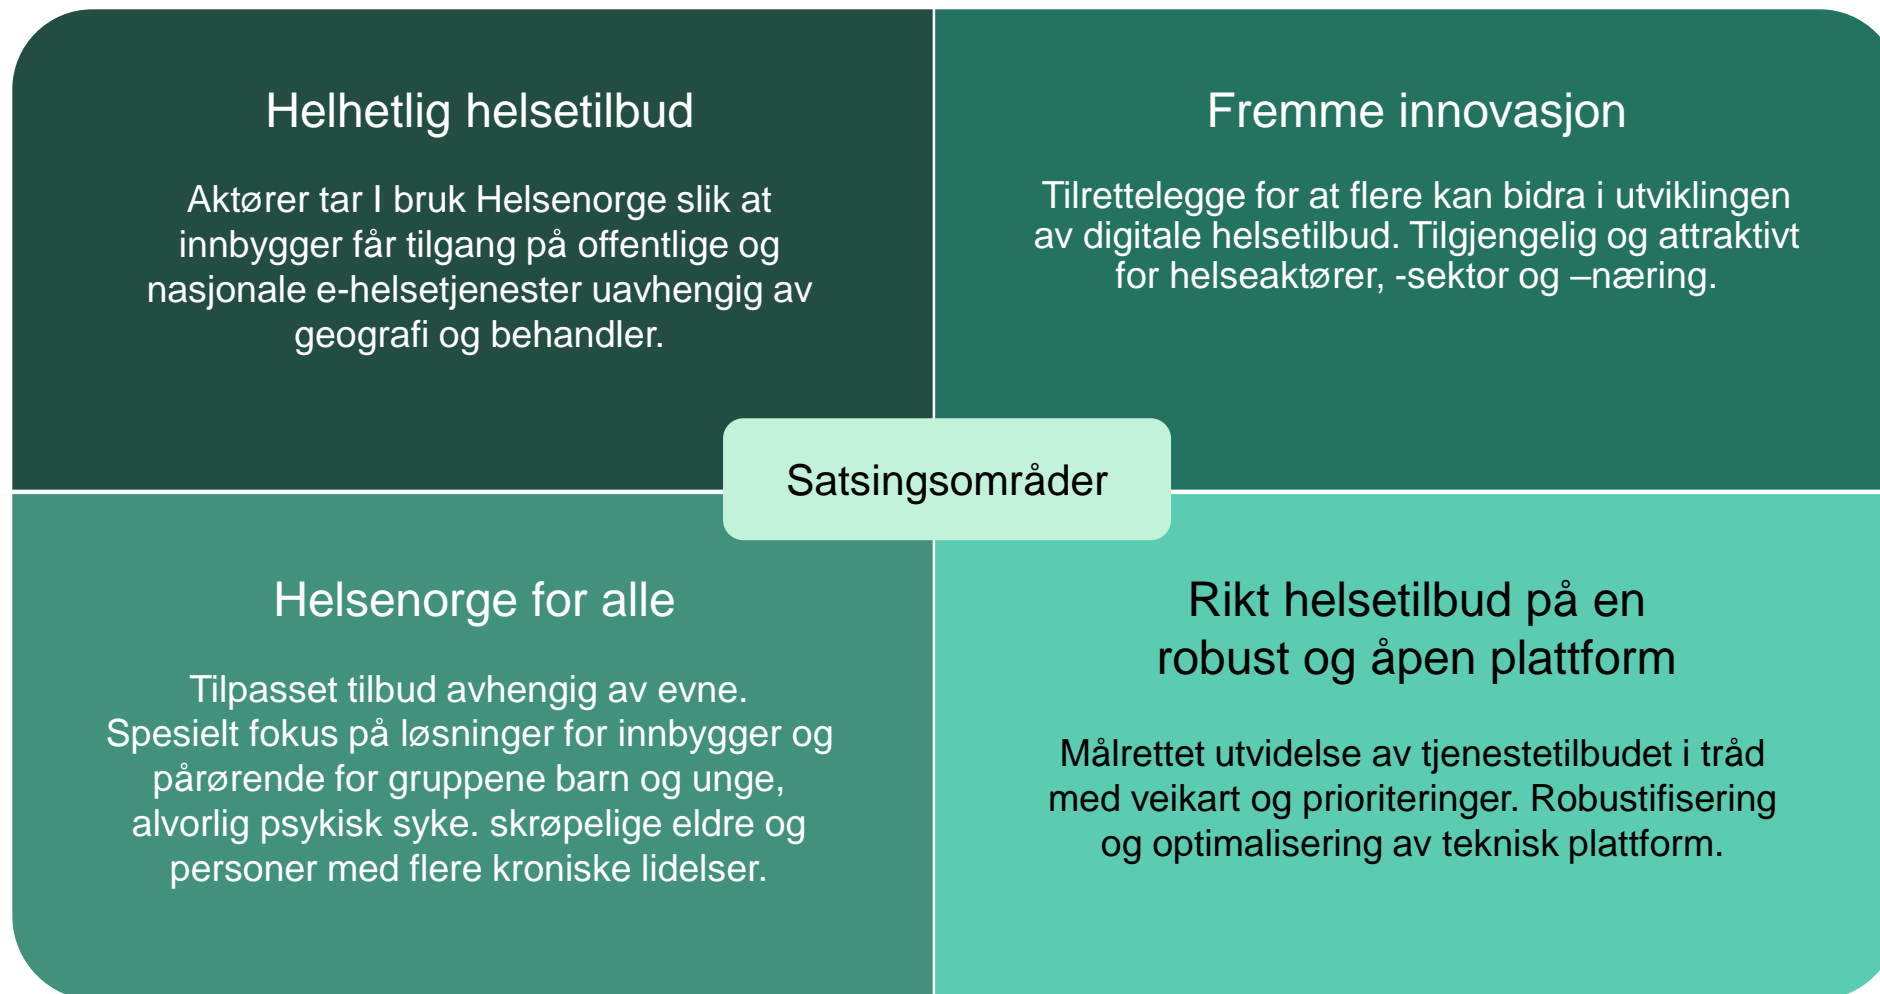 Helhetlig helsetilbud
Aktører tar I bruk Helsenorge slik at
innbygger får tilgang på offentlige og
nasjonale e-helsetjenester uavhengig av
geografi og behandler.
Fremme innovasjon
Tilrettelegge for at flere kan bidra i utviklingen
av digitale helsetilbud. Tilgjengelig og attraktivt
for helseaktører, -sektor og –næring.
Satsingsområder
Helsenorge for alle
Tilpasset tilbud avhengig av evne.
Spesielt fokus på løsninger for innbygger og
pårørende for gruppene barn og unge,
alvorlig psykisk syke. skrøpelige eldre og
personer med flere kroniske lidelser.
Rikt helsetilbud på en
robust og åpen plattform
Målrettet utvidelse av tjenestetilbudet i tråd
med veikart og prioriteringer. Robustifisering
og optimalisering av teknisk plattform.